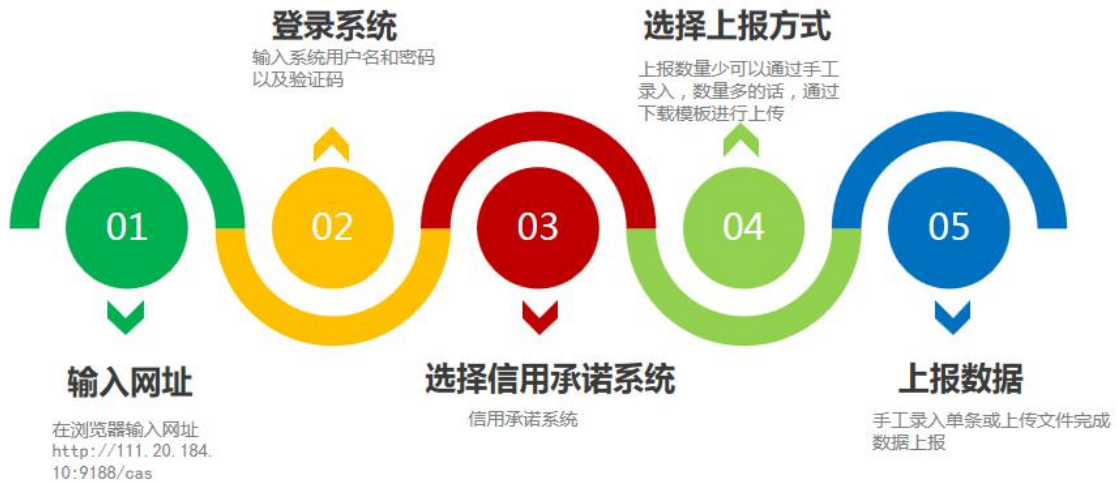 登录系统
输入系统用户名和密码
以及验证码
选择上报方式
上报数量少可以通过手工
录入，数量多的话，通过
下载模板进行上传
01
02
03
04
05
输入网址
在浏览器输入网址
http://111.20.184.
10:9188/cas
选择信用承诺系统
信用承诺系统
上报数据
手工录入单条或上传文件完成
数据上报